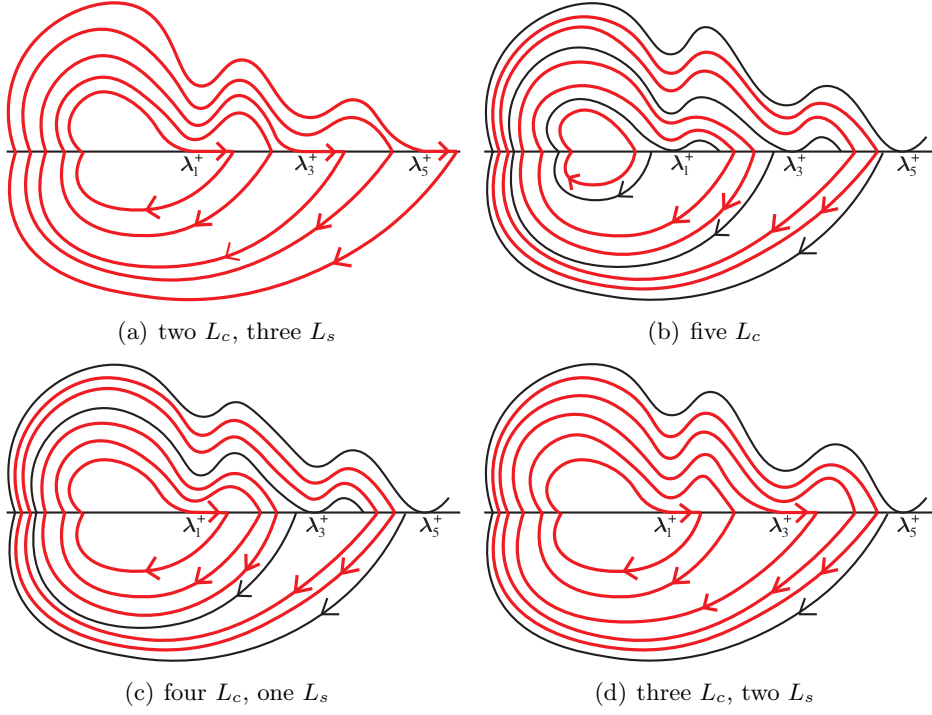 λ₁⁺ λ₃⁺ λ₅⁺
λ₁⁺ λ₃⁺ λ₅⁺
(a) two L_c, three L_s
(b) five L_c
λ₁⁺ λ₃⁺ λ₅⁺
λ₁⁺ λ₃⁺ λ₅⁺
(c) four L_c, one L_s
(d) three L_c, two L_s